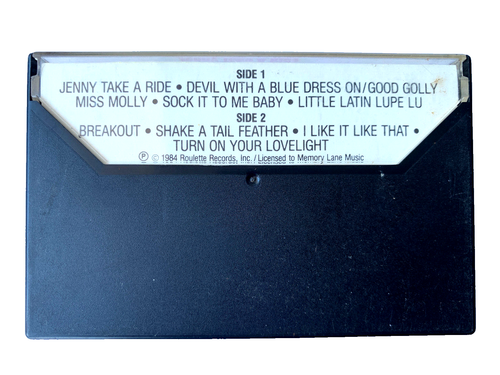 SIDE 1
JENNY TAKE A RIDE • DEVIL WITH A BLUE DRESS ON/GOOD GOLLY
MISS MOLLY • SOCK IT TO ME BABY • LITTLE LATIN LUPE LU
SIDE 2
BREAKOUT • SHAKE A TAIL FEATHER • I LIKE IT LIKE THAT •
TURN ON YOUR LOVELIGHT
℗ © 1984 Roulette Records, Inc. / Licensed to Memory Lane Music